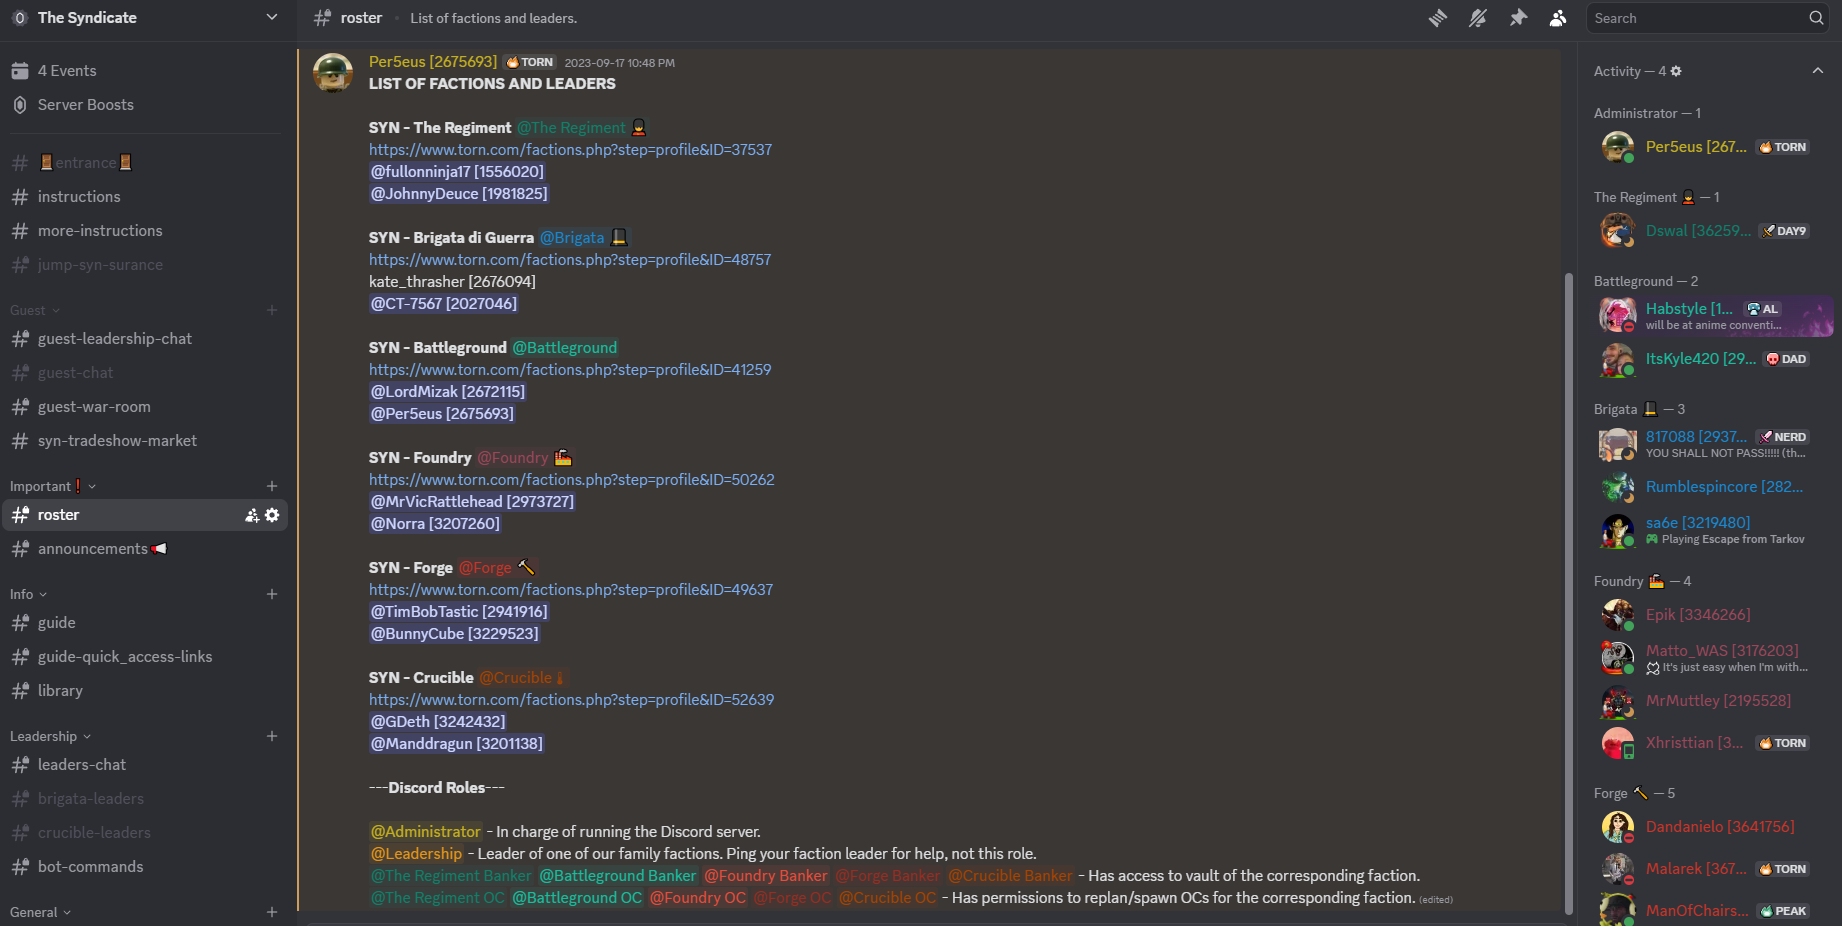 The Syndicate
4 Events
Server Boosts
entrance
instructions
more-instructions
jump-syn-surance
Guest
guest-leadership-chat
guest-chat
guest-war-room
syn-tradeshow-market
Important❗
roster
announcements📢
Info
guide
guide-quick_access-links
library
Leadership
leaders-chat
brigata-leaders
crucible-leaders
bot-commands
General
roster • List of factions and leaders.
Search
Per5eus [2675693] TORN 2023-09-17 10:48 PM
LIST OF FACTIONS AND LEADERS
SYN - The Regiment @The Regiment
https://www.torn.com/factions.php?step=profile&ID=37537
@fullonninja17 [1556020]
@JohnnyDeuce [1981825]
SYN - Brigata di Guerra @Brigata
https://www.torn.com/factions.php?step=profile&ID=48757
kate_thrasher [2676094]
@CT-7567 [2027046]
SYN - Battleground @Battleground
https://www.torn.com/factions.php?step=profile&ID=41259
@LordMizak [2672115]
@Per5eus [2675693]
SYN - Foundry @Foundry
https://www.torn.com/factions.php?step=profile&ID=50262
@MrVicRattlehead [2973727]
@Norra [3207260]
SYN - Forge @Forge
https://www.torn.com/factions.php?step=profile&ID=49637
@TimBobTastic [2941916]
@BunnyCube [3229523]
SYN - Crucible @Crucible
https://www.torn.com/factions.php?step=profile&ID=52639
@GDeth [3242432]
@Manddragun [3201138]
---Discord Roles---
@Administrator - In charge of running the Discord server.
@Leadership - Leader of one of our family factions. Ping your faction leader for help, not this role.
@The Regiment Banker @Battleground Banker @Foundry Banker @Forge Banker @Crucible Banker - Has access to vault of the corresponding faction.
@The Regiment OC @Battleground OC @Foundry OC @Forge OC @Crucible OC - Has permissions to replan/spawn OCs for the corresponding faction. (edited)
Activity — 4
Administrator — 1
Per5eus [267... TORN
The Regiment — 1
Dswal [36259... DAY9
Battleground — 2
Habstyle [1... AL
will be at anime conventi...
ItsKyle420 [29... DAD
Brigata — 3
817088 [2937... NERD
YOU SHALL NOT PASS!!!!! (th...
Rumblespincore [282...
sa6e [3219480]
Playing Escape from Tarkov
Foundry — 4
Epik [3346266]
Matto_WAS [3176203]
It's just easy when I'm with...
MrMuttley [2195528]
Xhristtian [3... TORN
Forge — 5
Dandanielo [3641756]
Malarek [367... TORN
ManOfChairs... PEAK